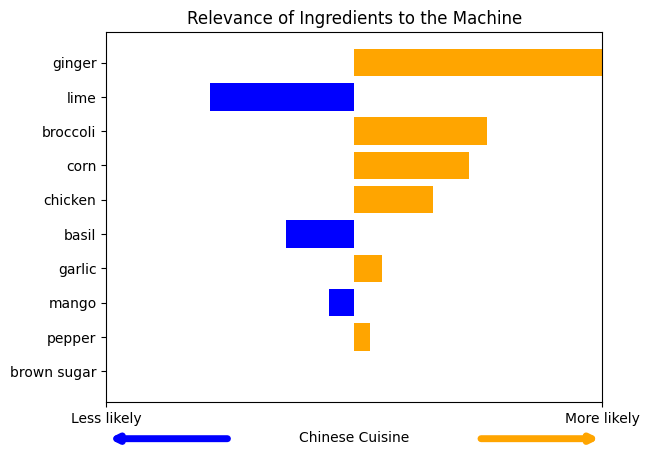 Relevance of Ingredients to the Machine
ginger
lime
broccoli
corn
chicken
basil
garlic
mango
pepper
brown sugar
Less likely More likely
Chinese Cuisine